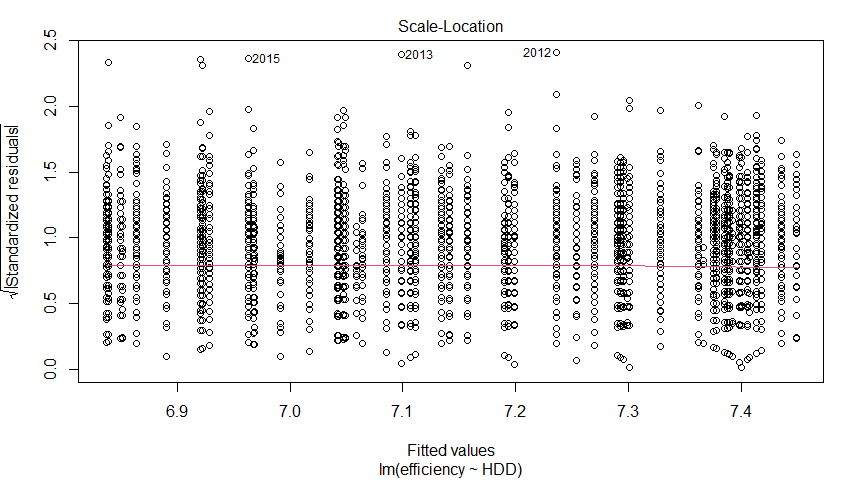 Scale-Location
√|Standardized residuals|
2.5
2.0
1.5
1.0
0.5
0.0
2015
2013
2012
6.9 7.0 7.1 7.2 7.3 7.4
Fitted values
lm(efficiency ~ HDD)